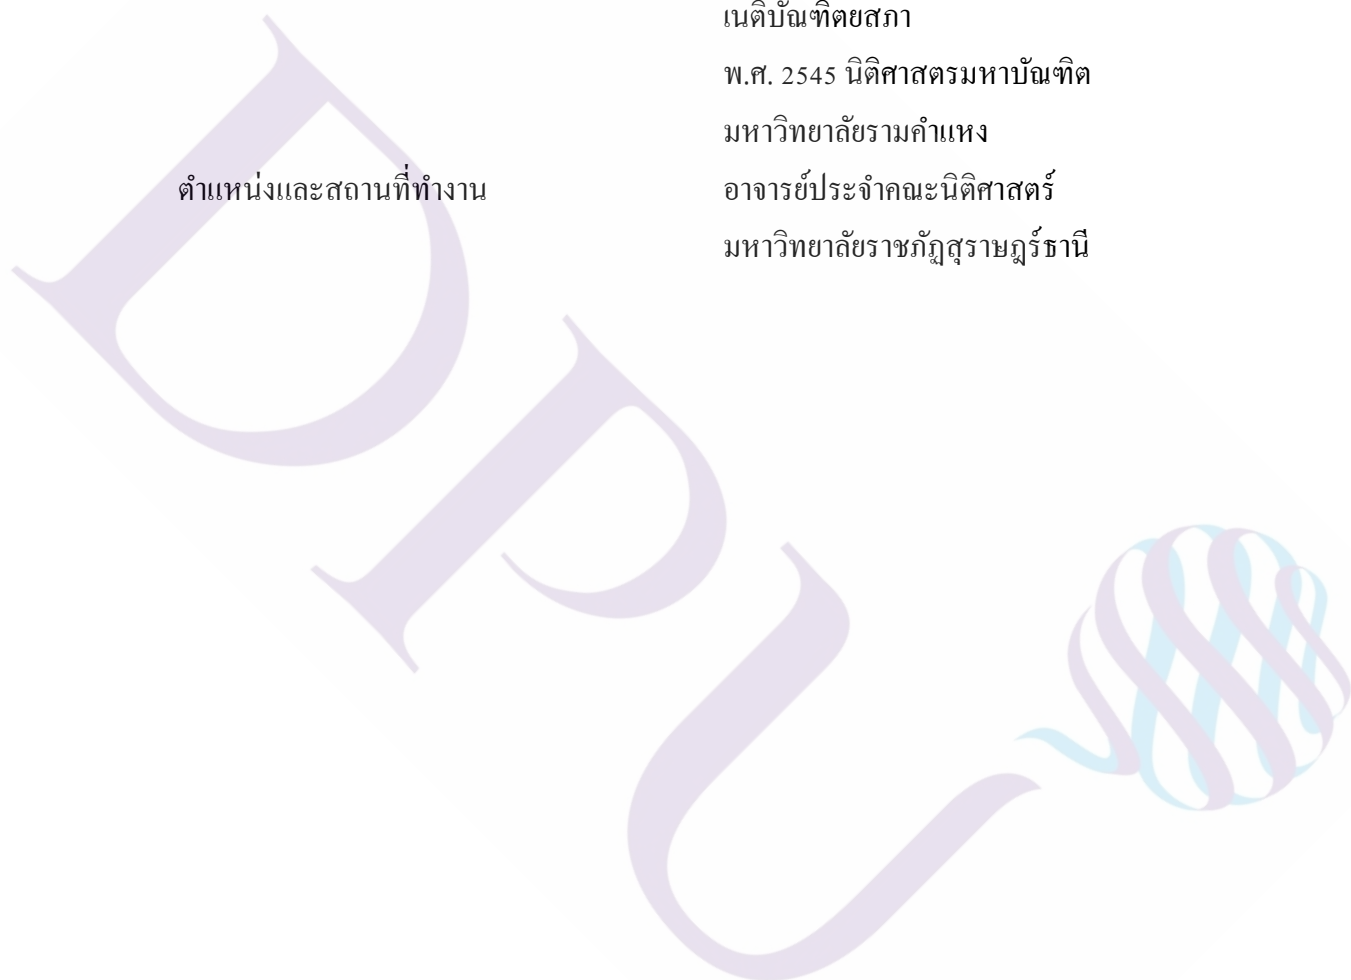 เนติบัณฑิตยสภา
พ.ศ. 2545 นิติศาสตรมหาบัณฑิต
มหาวิทยาลัยรามคำแหง
ตำแหน่งและสถานที่ทำงาน อาจารย์ประจำคณะนิติศาสตร์
มหาวิทยาลัยราชภัฏสุราษฎร์ธานี
DPU